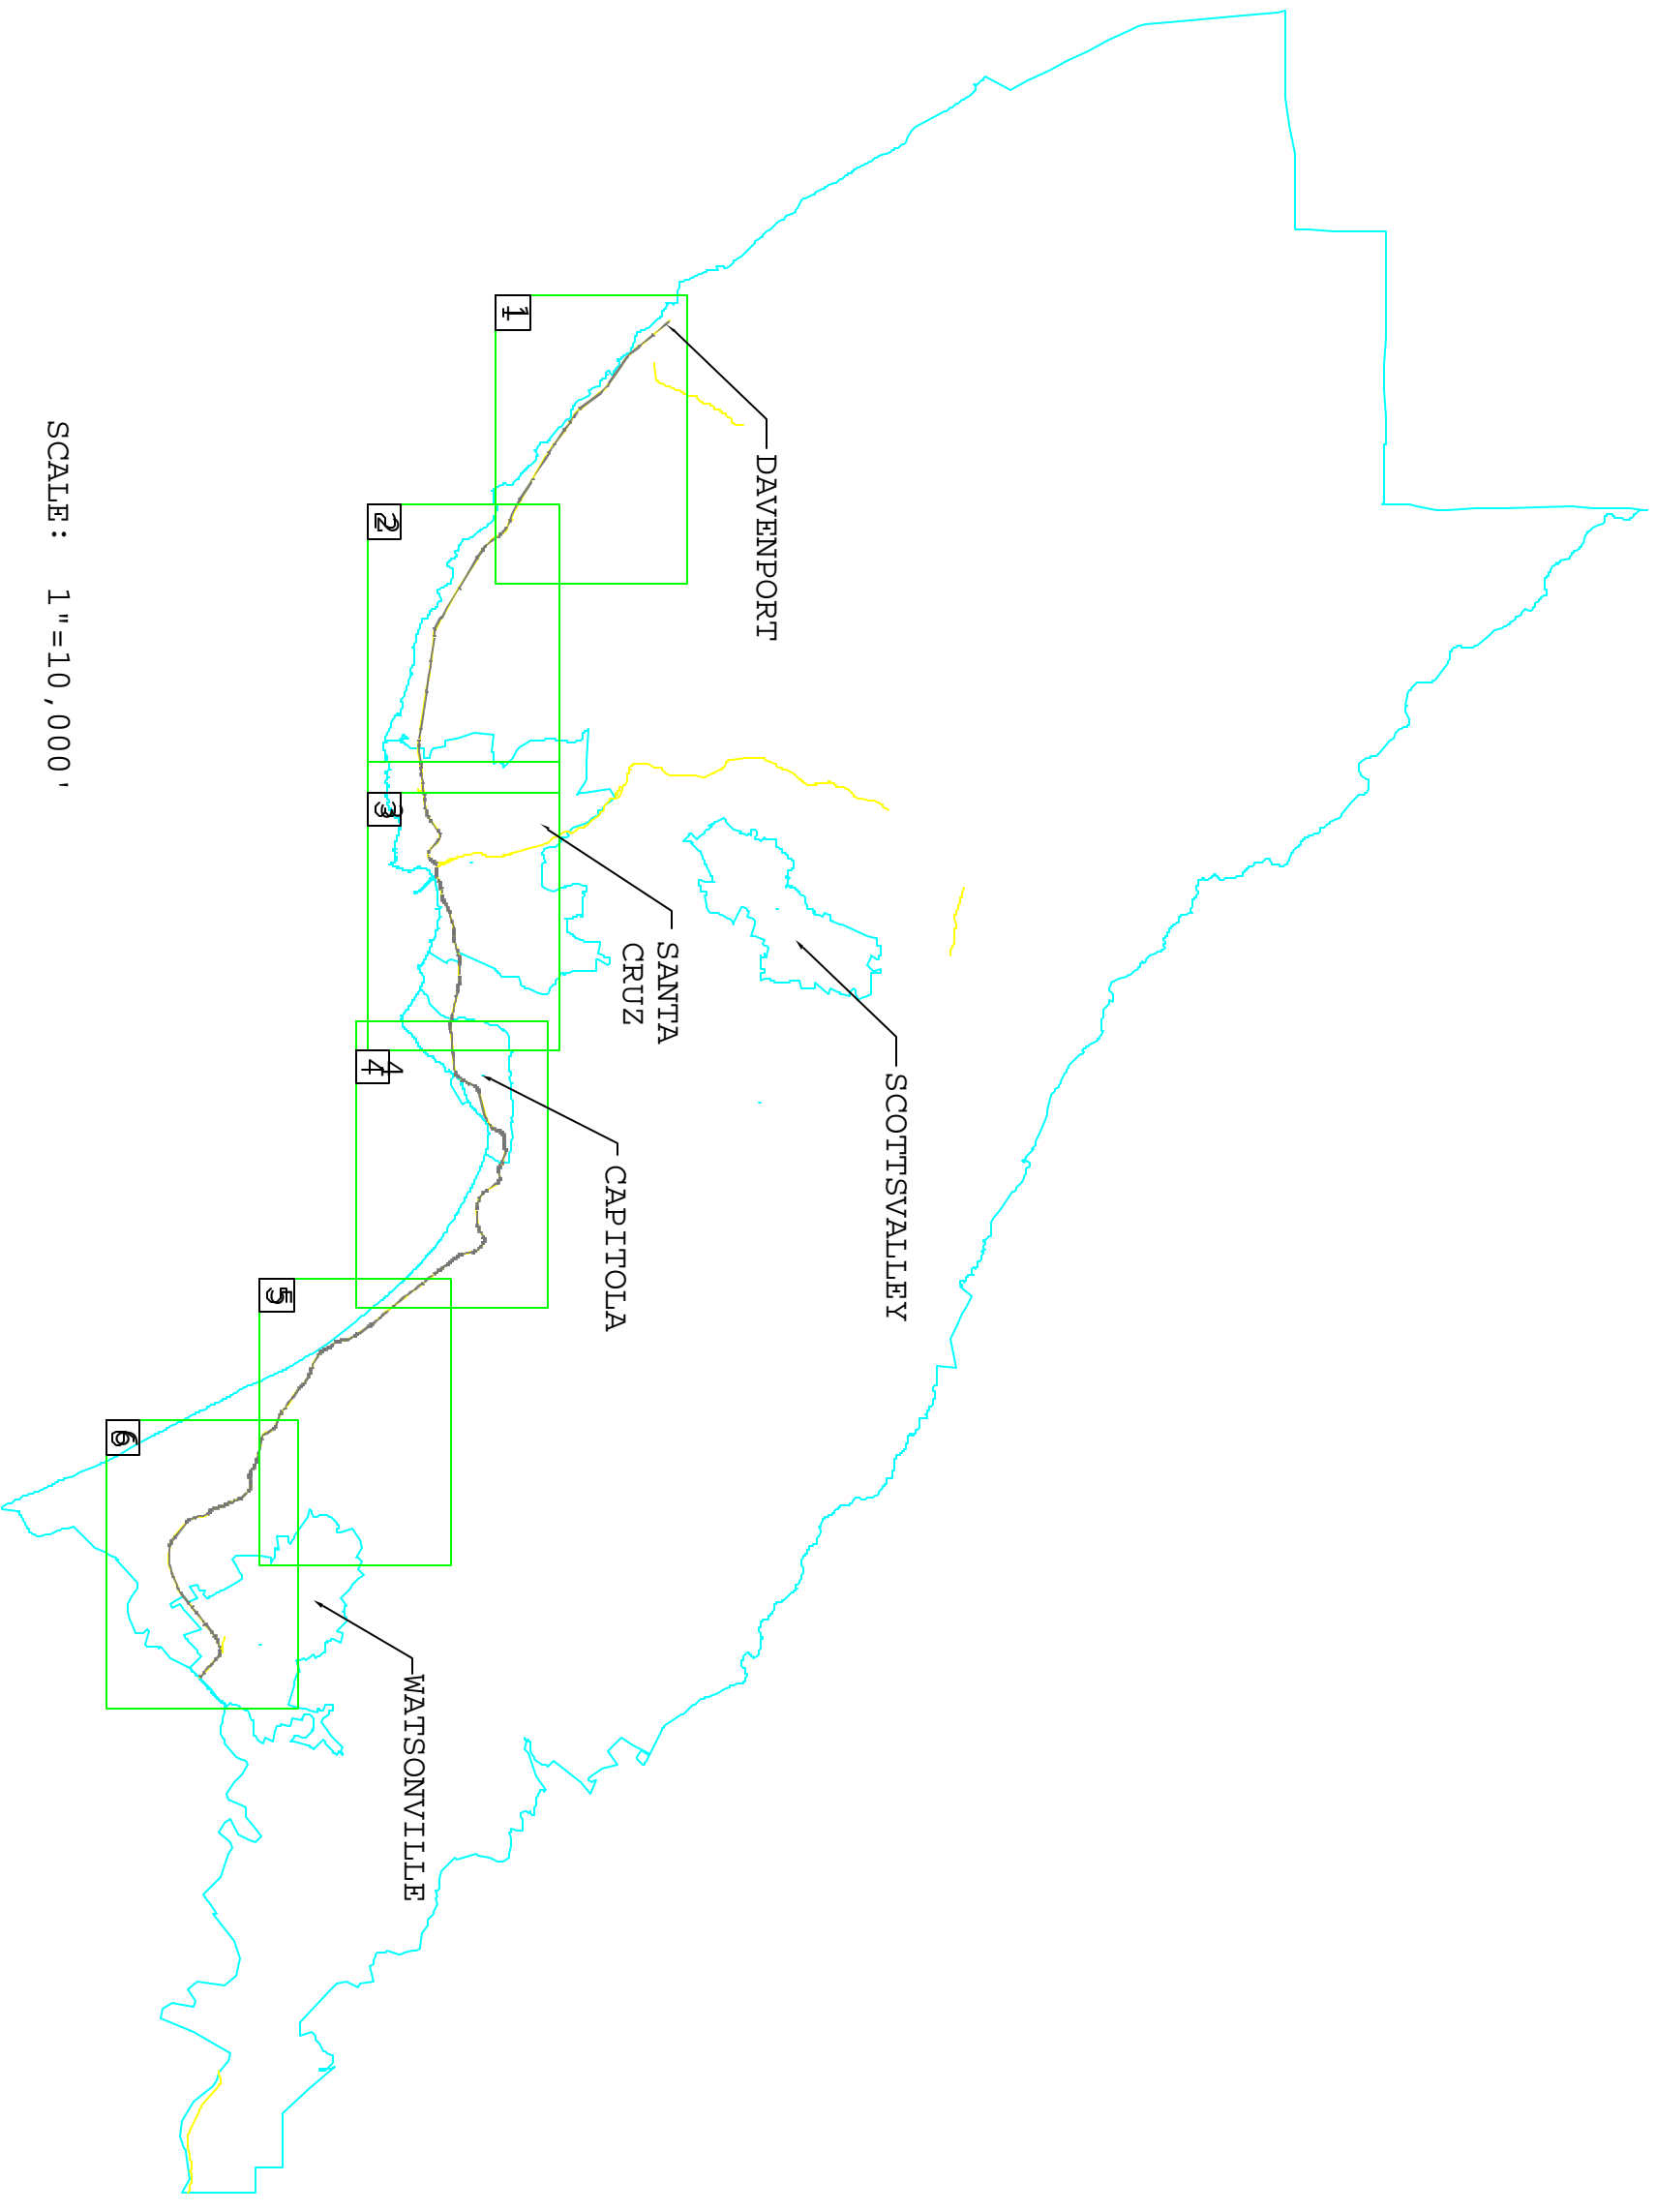 DAVENPORT
SCOTTSVALLEY
SANTA
CRUZ
CAPITOLA
WATSONVILLE
1
2
3
4
5
6
SCALE: 1"=10,000'